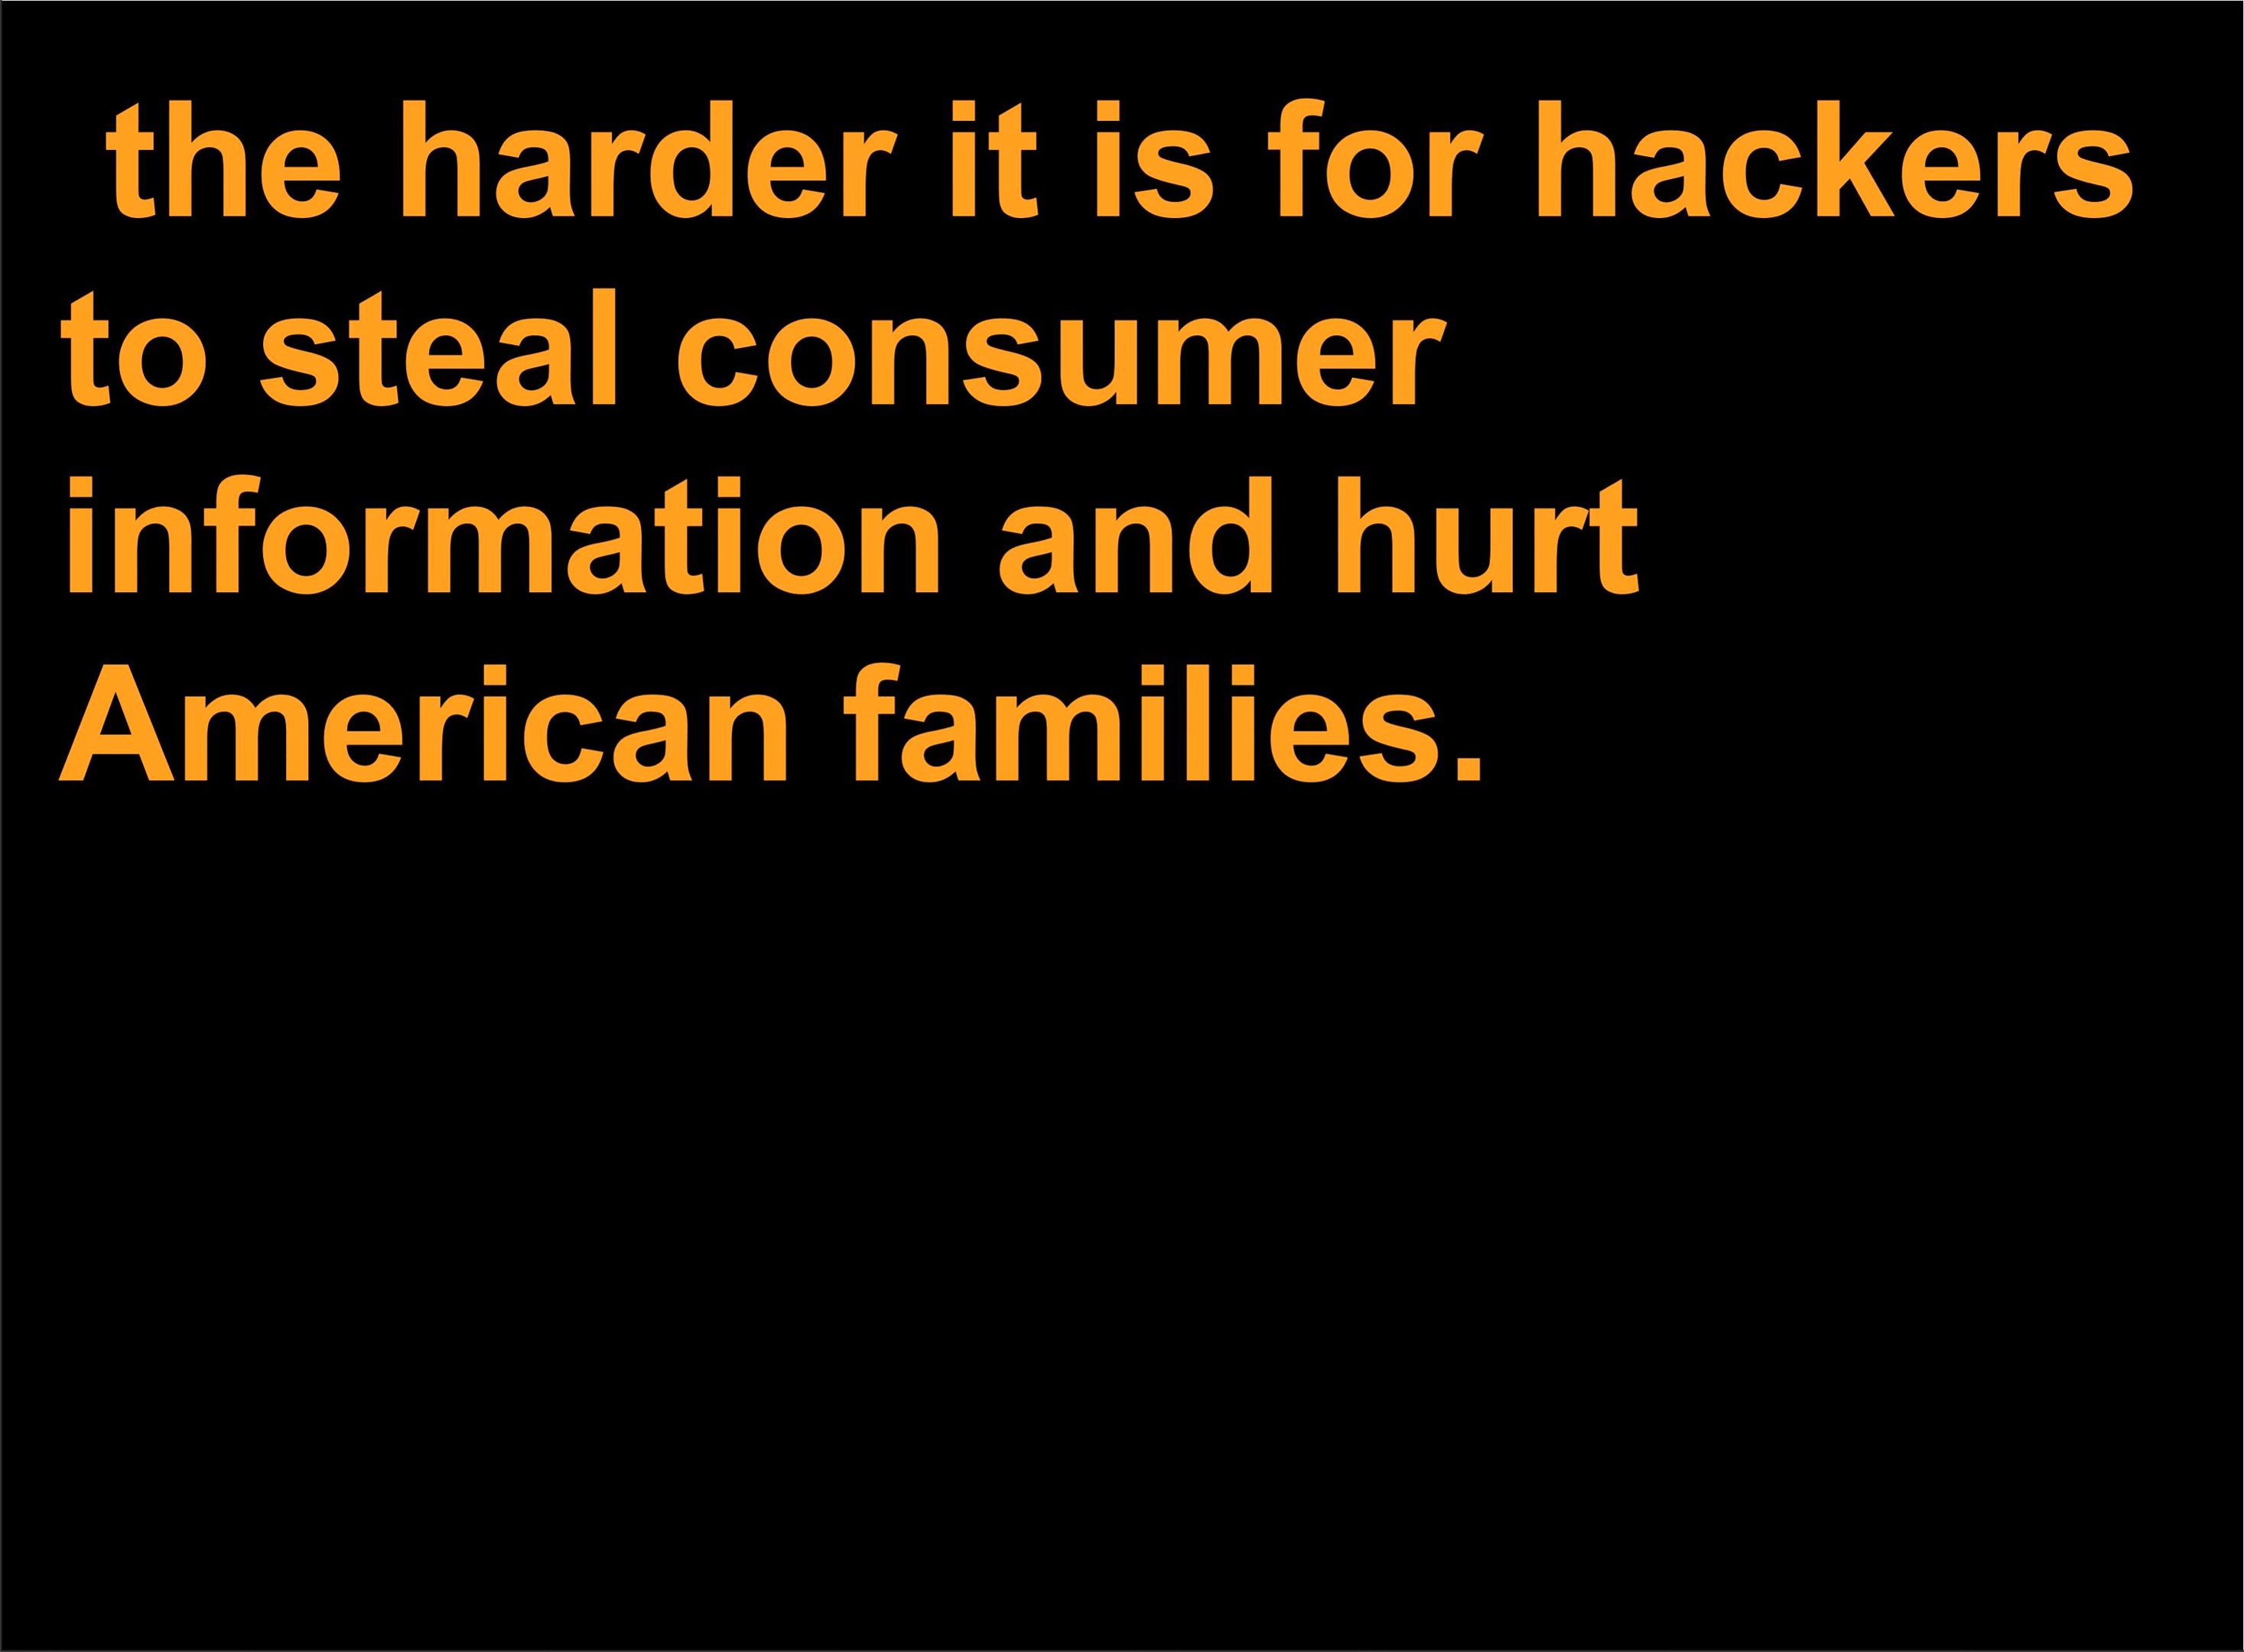 the harder it is for hackers
to steal consumer
information and hurt
American families.